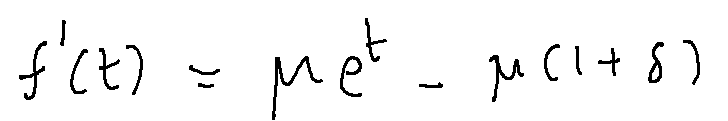 f'(t) = μe^t - μ(1+δ)